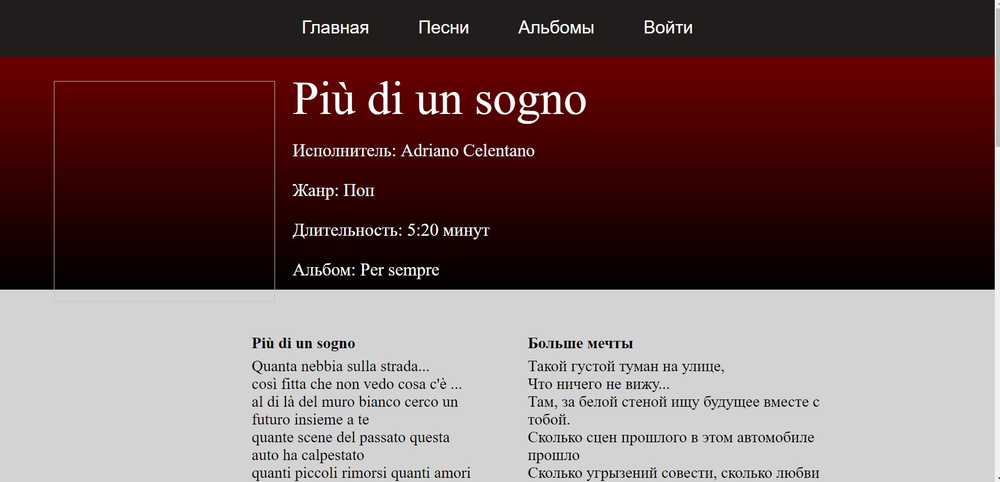 Главная Песни Альбомы Войти
Più di un sogno
Исполнитель: Adriano Celentano
Жанр: Поп
Длительность: 5:20 минут
Альбом: Per sempre
Più di un sogno
Quanta nebbia sulla strada...
così fitta che non vedo cosa c'è ...
al di là del muro bianco cerco un
futuro insieme a te
quante scene del passato questa
auto ha calpestato
quanti piccoli rimorsi quanti amori
Больше мечты
Такой густой туман на улице,
Что ничего не вижу...
Там, за белой стеной ищу будущее вместе с
тобой.
Сколько сцен прошлого в этом автомобиле
прошло
Сколько угрызений совести, сколько любви